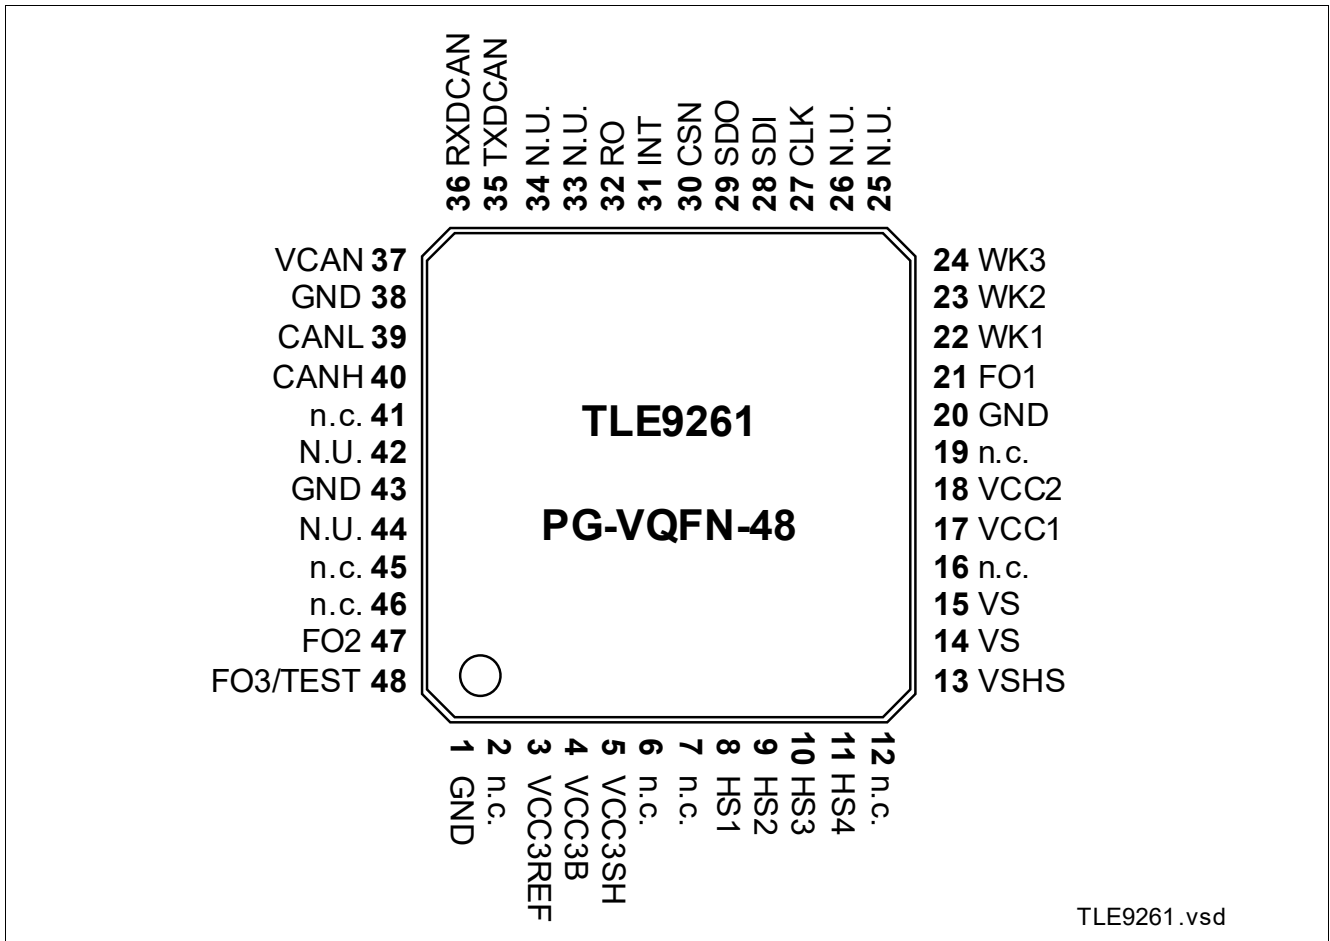 36 RXDCAN
35 TXDCAN
34 N.U.
33 N.U.
32 RO
31 INT
30 CSN
29 SDO
28 SDI
27 CLK
26 N.U.
25 N.U.
VCAN 37
GND 38
CANL 39
CANH 40
n.c. 41
N.U. 42
GND 43
N.U. 44
n.c. 45
n.c. 46
FO2 47
FO3/TEST 48
TLE9261
PG-VQFN-48
24 WK3
23 WK2
22 WK1
21 FO1
20 GND
19 n.c.
18 VCC2
17 VCC1
16 n.c.
15 VS
14 VS
13 VSHS
1 GND
2 n.c.
3 VCC3REF
4 VCC3B
5 VCC3SH
6 n.c.
7 n.c.
8 HS1
9 HS2
10 HS3
11 HS4
12 n.c.
TLE9261.vsd